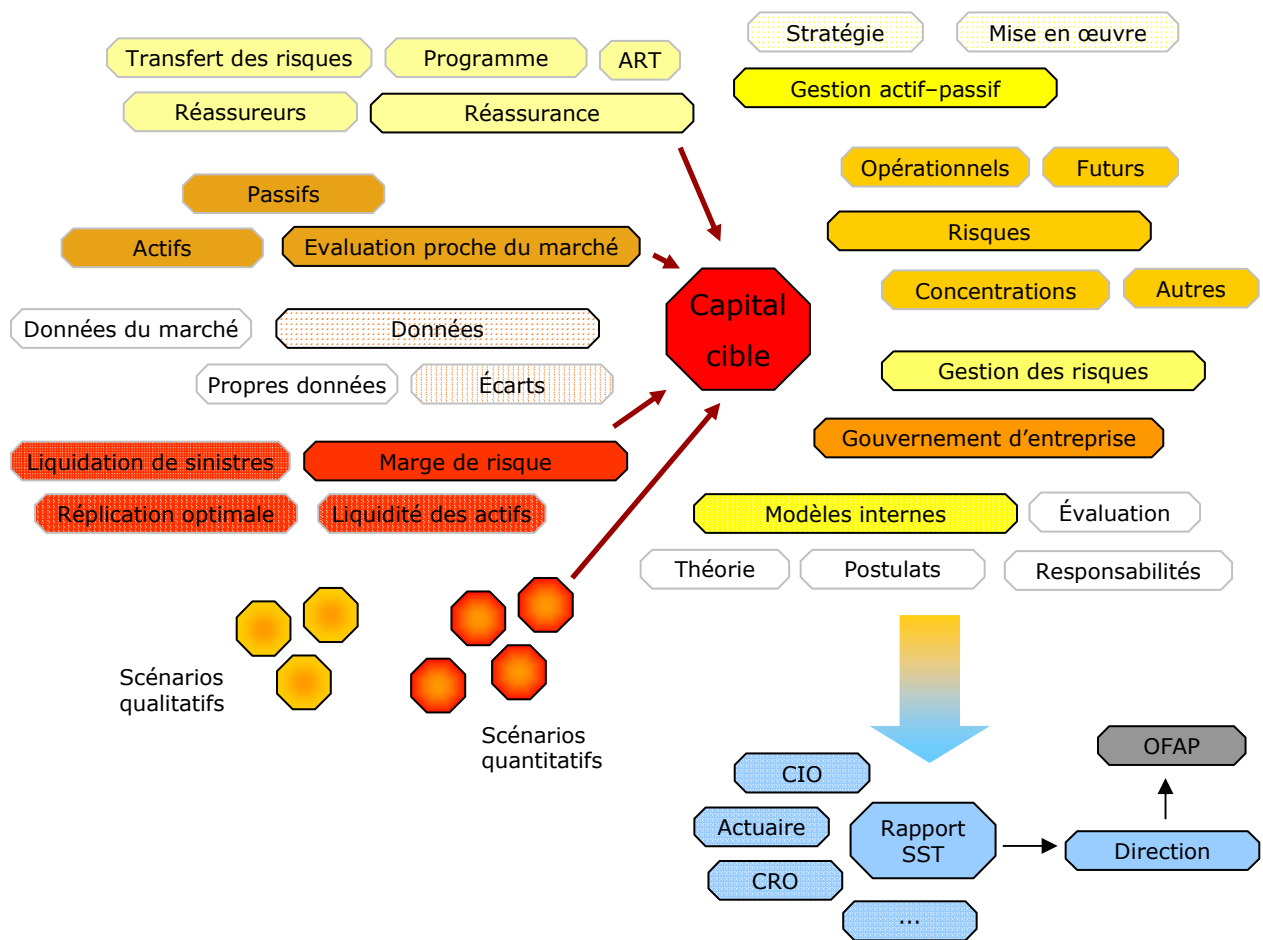 Stratégie
Mise en œuvre
Transfert des risques
Programme
ART
Gestion actif–passif
Réassureurs
Réassurance
Opérationnels
Futurs
Passifs
Risques
Actifs
Evaluation proche du marché
Concentrations
Autres
Capital
cible
Données du marché
Données
Propres données
Écarts
Gestion des risques
Gouvernement d’entreprise
Liquidation de sinistres
Marge de risque
Réplication optimale
Liquidité des actifs
Modèles internes
Évaluation
Théorie
Postulats
Responsabilités
Scénarios
qualitatifs
Scénarios
quantitatifs
OFAP
CIO
Actuaire
Rapport
SST
Direction
CRO
...